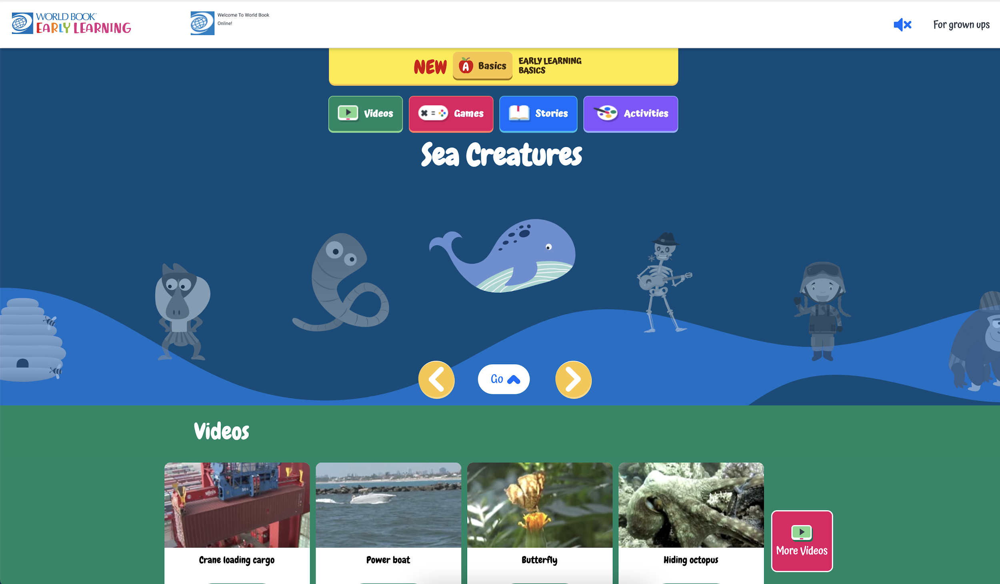 WORLD BOOK
EARLY LEARNING
Welcome To World Book
Online!
For grown ups
NEW
A
Basics
EARLY LEARNING
BASICS
Videos
Games
Stories
Activities
Sea Creatures
Go
Videos
stinis
Crane loading cargo
Power boat
Butterfly
Hiding octopus
More Videos